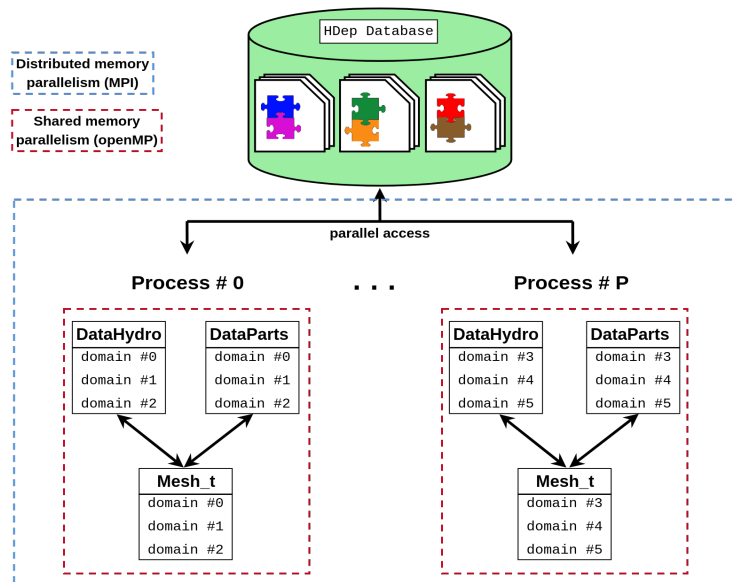 HDep Database
Distributed memory
parallelism (MPI)
Shared memory
parallelism (openMP)
parallel access
Process # 0
. . .
Process # P
DataHydro
domain #0
domain #1
domain #2
DataParts
domain #0
domain #1
domain #2
Mesh_t
domain #0
domain #1
domain #2
DataHydro
domain #3
domain #4
domain #5
DataParts
domain #3
domain #4
domain #5
Mesh_t
domain #3
domain #4
domain #5